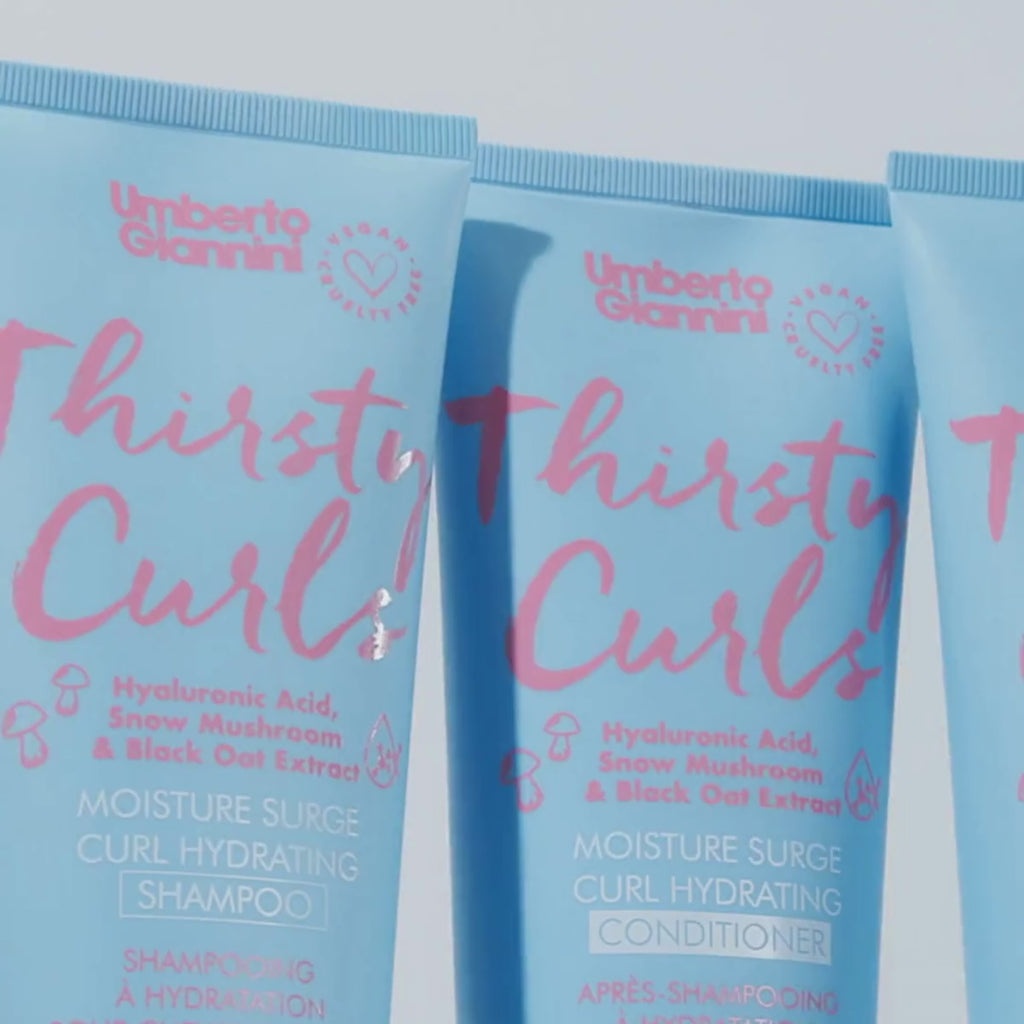 Umberto
Giannini
VEGAN · CRUELTY FREE ·
Thirsty
Curls
Hyaluronic Acid,
Snow Mushroom
& Black Oat Extract
MOISTURE SURGE
CURL HYDRATING
SHAMPOO
SHAMPOOING
À HYDRATATION
Umberto
Giannini
VEGAN · CRUELTY FREE ·
Thirsty
Curls
Hyaluronic Acid,
Snow Mushroom
& Black Oat Extract
MOISTURE SURGE
CURL HYDRATING
CONDITIONER
APRÈS-SHAMPOOING
À HYDRATATION
T